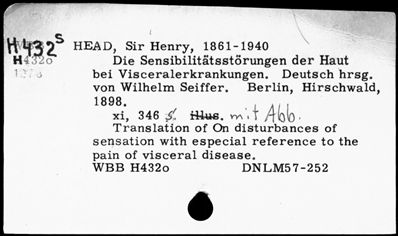 H432 S
H432o
HEAD, Sir Henry, 1861-1940
Die Sensibilitätsstörungen der Haut
bei Visceralerkrankungen. Deutsch hrsg.
von Wilhelm Seiffer. Berlin, Hirschwald,
1898.
xi, 346 s. Illus. mit Abb.
Translation of On disturbances of
sensation with especial reference to the
pain of visceral disease.
WBB H432o DNLM57-252